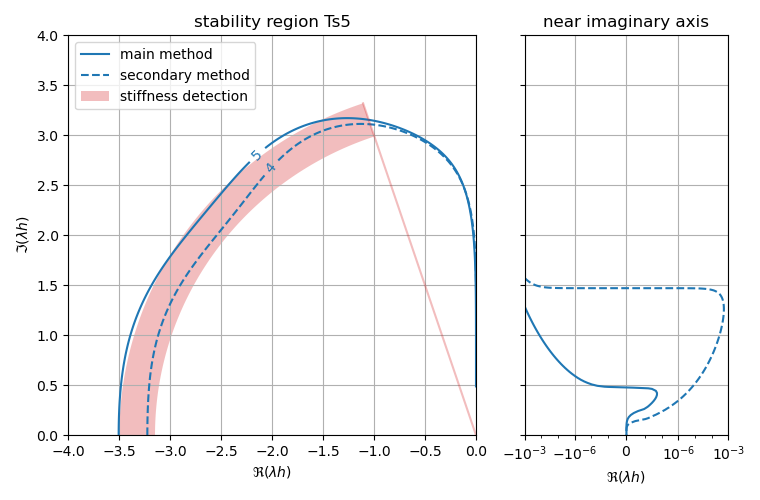 stability region Ts5
near imaginary axis
main method
secondary method
stiffness detection
5
4
ℑ(λh)
4.0
3.5
3.0
2.5
2.0
1.5
1.0
0.5
0.0
−4.0 −3.5 −3.0 −2.5 −2.0 −1.5 −1.0 −0.5 0.0
ℜ(λh)
−10⁻³ −10⁻⁶ 0 10⁻⁶ 10⁻³
ℜ(λh)